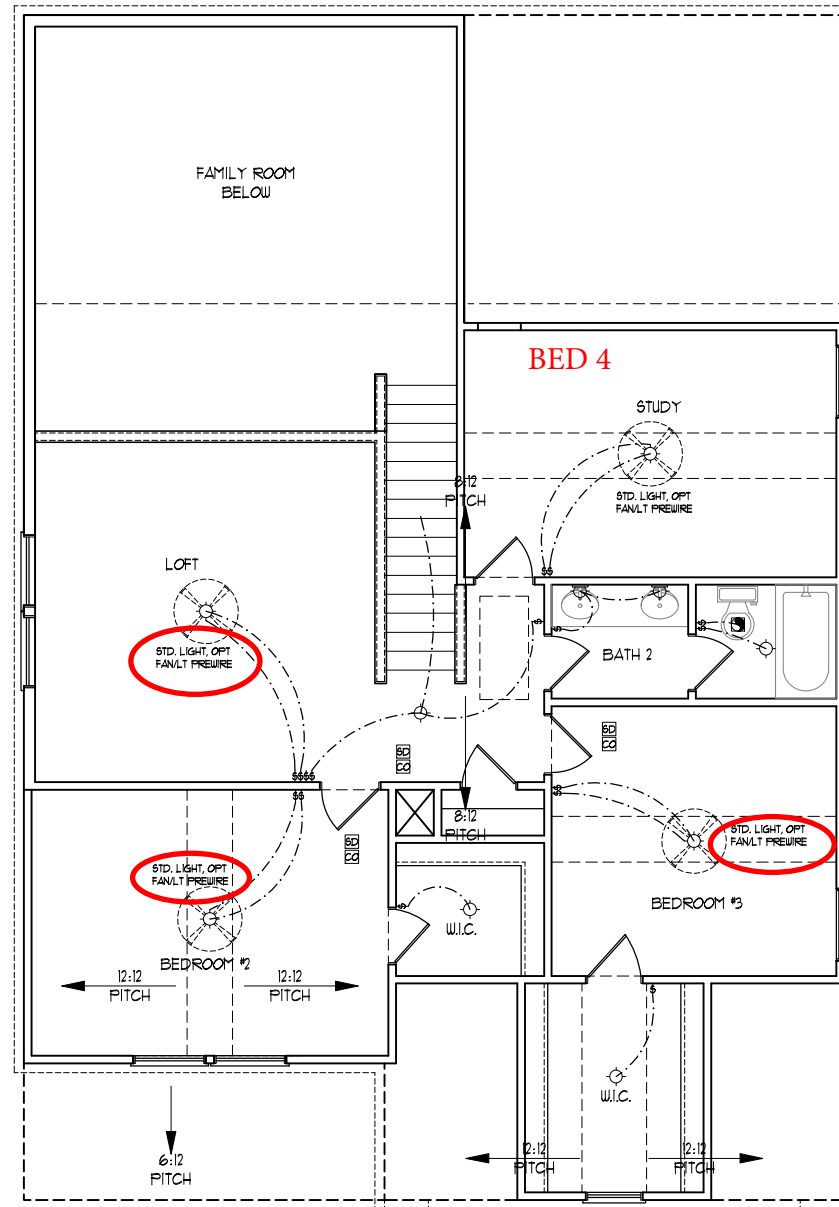 FAMILY ROOM
BELOW
BED 4
STUDY
STD. LIGHT, OPT
FAN/LT PREWIRE
8:12
PITCH
LOFT
STD. LIGHT, OPT
FAN/LT PREWIRE
$$
$
$
$$
BATH 2
SD
CO
SD
CO
$$$$
$$
$$
8:12
PITCH
SD
CO
STD. LIGHT, OPT
FAN/LT PREWIRE
STD. LIGHT, OPT
FAN/LT PREWIRE
BEDROOM #3
$
W.I.C.
BEDROOM #2
12:12
PITCH
12:12
PITCH
$
W.I.C.
6:12
PITCH
12:12
PITCH
12:12
PITCH